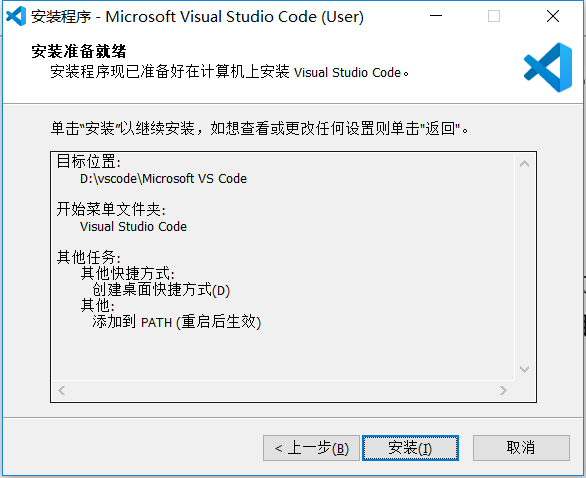 安装程序 - Microsoft Visual Studio Code (User)
安装准备就绪
安装程序现已准备好在计算机上安装 Visual Studio Code。
单击"安装"以继续安装，如想查看或更改任何设置则单击"返回"。
目标位置:
D:\vscode\Microsoft VS Code
开始菜单文件夹:
Visual Studio Code
其他任务:
其他快捷方式:
创建桌面快捷方式(D)
其他:
添加到 PATH (重启后生效)
< 上一步(B)
安装(I)
取消